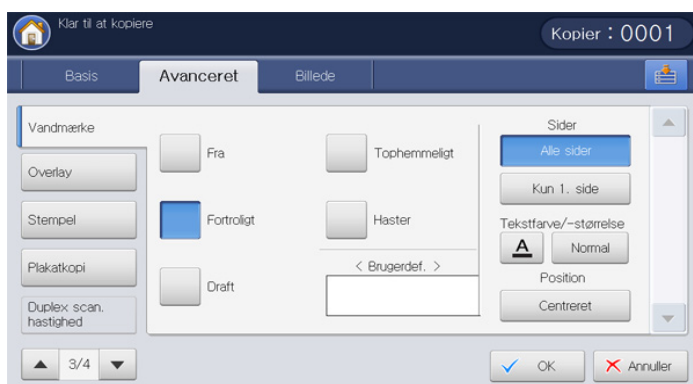 Klar til at kopiere
Kopier : 0001
Basis
Avanceret
Billede
Vandmærke
Overlay
Stempel
Plakatkopi
Duplex scan.
hastighed
3/4
Fra
Tophemmeligt
Fortroligt
Haster
Draft
< Brugerdef. >
Sider
Alle sider
Kun 1. side
Tekstfarve/-størrelse
A
Normal
Position
Centreret
OK
Annuller